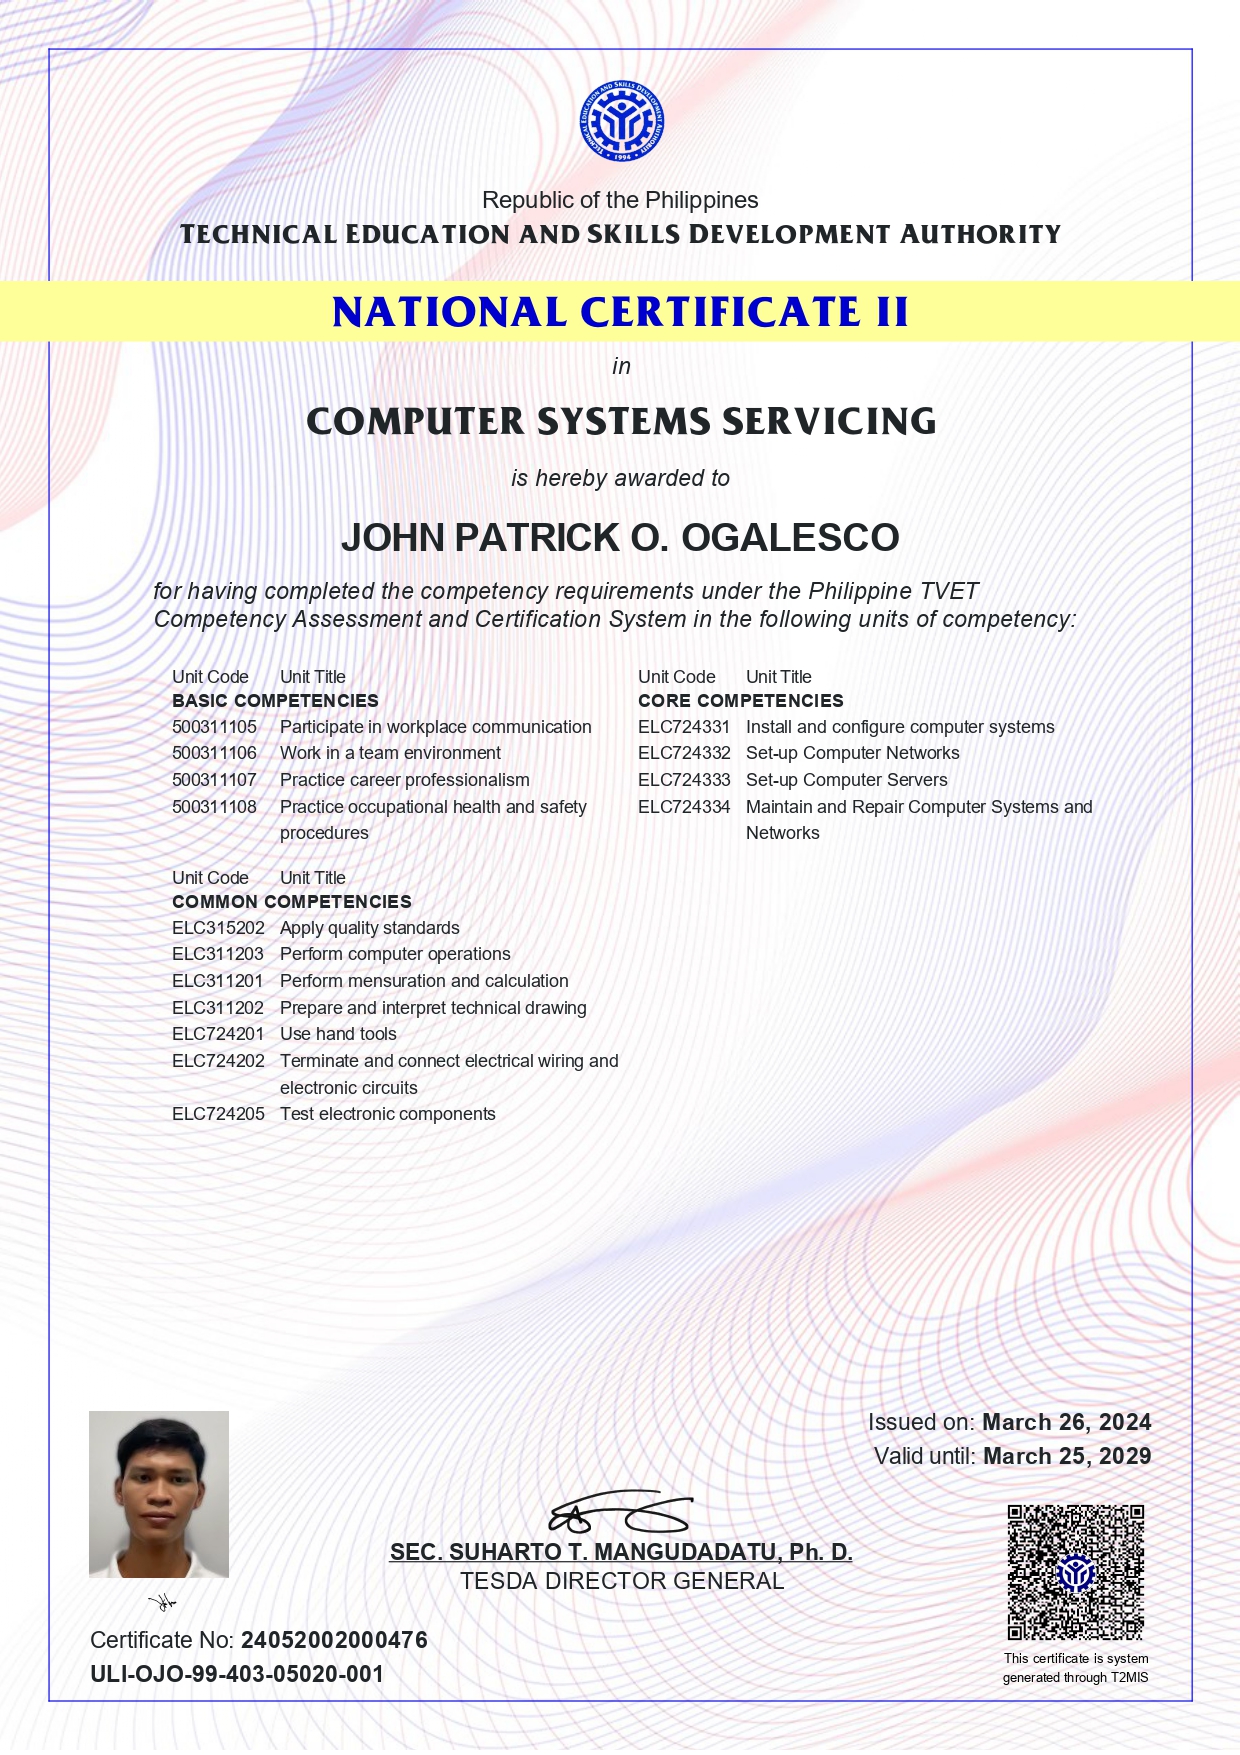 TECHNICAL EDUCATION AND SKILLS DEVELOPMENT AUTHORITY
• 1994 •
Republic of the Philippines
TECHNICAL EDUCATION AND SKILLS DEVELOPMENT AUTHORITY
NATIONAL CERTIFICATE II
in
COMPUTER SYSTEMS SERVICING
is hereby awarded to
JOHN PATRICK O. OGALESCO
for having completed the competency requirements under the Philippine TVET
Competency Assessment and Certification System in the following units of competency:
Unit Code Unit Title
BASIC COMPETENCIES
500311105 Participate in workplace communication
500311106 Work in a team environment
500311107 Practice career professionalism
500311108 Practice occupational health and safety
procedures
Unit Code Unit Title
COMMON COMPETENCIES
ELC315202 Apply quality standards
ELC311203 Perform computer operations
ELC311201 Perform mensuration and calculation
ELC311202 Prepare and interpret technical drawing
ELC724201 Use hand tools
ELC724202 Terminate and connect electrical wiring and
electronic circuits
ELC724205 Test electronic components
Unit Code Unit Title
CORE COMPETENCIES
ELC724331 Install and configure computer systems
ELC724332 Set-up Computer Networks
ELC724333 Set-up Computer Servers
ELC724334 Maintain and Repair Computer Systems and
Networks
Issued on: March 26, 2024
Valid until: March 25, 2029
SEC. SUHARTO T. MANGUDADATU, Ph. D.
TESDA DIRECTOR GENERAL
Certificate No: 24052002000476
ULI-OJO-99-403-05020-001
This certificate is system
generated through T2MIS